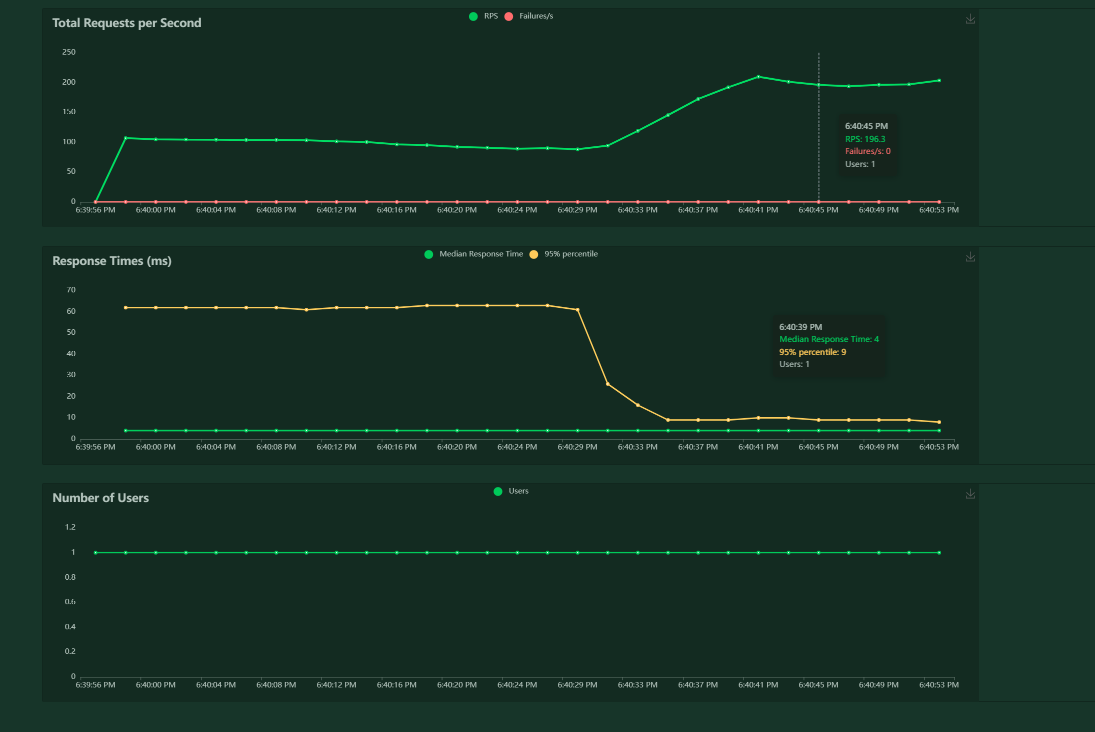 Total Requests per Second
RPS Failures/s
250
200
150
100
50
0
6:40:45 PM
RPS: 196.3
Failures/s: 0
Users: 1
6:39:56 PM 6:40:00 PM 6:40:04 PM 6:40:08 PM 6:40:12 PM 6:40:16 PM 6:40:20 PM 6:40:24 PM 6:40:29 PM 6:40:33 PM 6:40:37 PM 6:40:41 PM 6:40:45 PM 6:40:49 PM 6:40:53 PM
Response Times (ms)
Median Response Time 95% percentile
70
60
50
40
30
20
10
0
6:40:39 PM
Median Response Time: 4
95% percentile: 9
Users: 1
6:39:56 PM 6:40:00 PM 6:40:04 PM 6:40:08 PM 6:40:12 PM 6:40:16 PM 6:40:20 PM 6:40:24 PM 6:40:29 PM 6:40:33 PM 6:40:37 PM 6:40:41 PM 6:40:45 PM 6:40:49 PM 6:40:53 PM
Number of Users
Users
1.2
1
0.8
0.6
0.4
0.2
0
6:39:56 PM 6:40:00 PM 6:40:04 PM 6:40:08 PM 6:40:12 PM 6:40:16 PM 6:40:20 PM 6:40:24 PM 6:40:29 PM 6:40:33 PM 6:40:37 PM 6:40:41 PM 6:40:45 PM 6:40:49 PM 6:40:53 PM